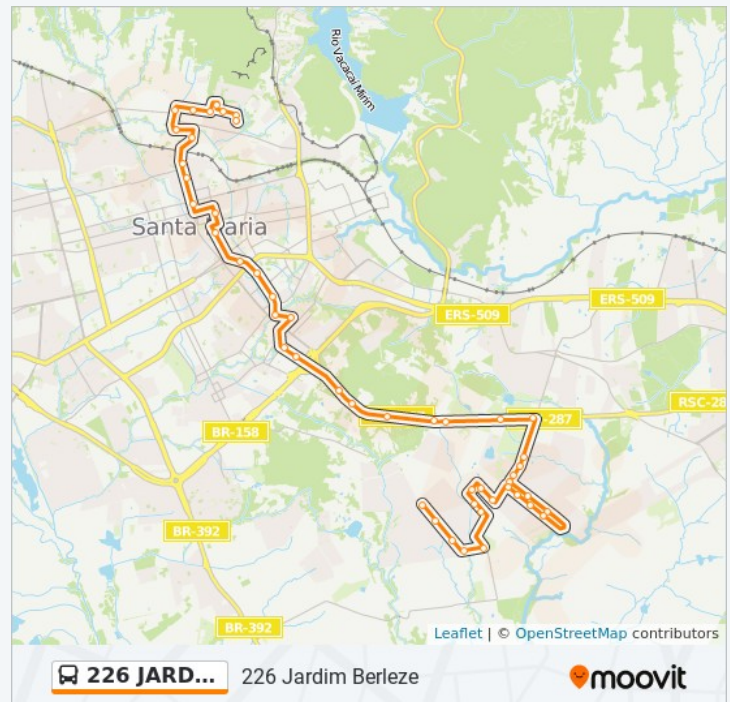 Rio Vacacaí Mirim
Santa Maria
ERS-509
ERS-509
RSC-28
-287
BR-158
BR-392
BR-392
Leaflet | © OpenStreetMap contributors
226 JARD...
226 Jardim Berleze
moovit